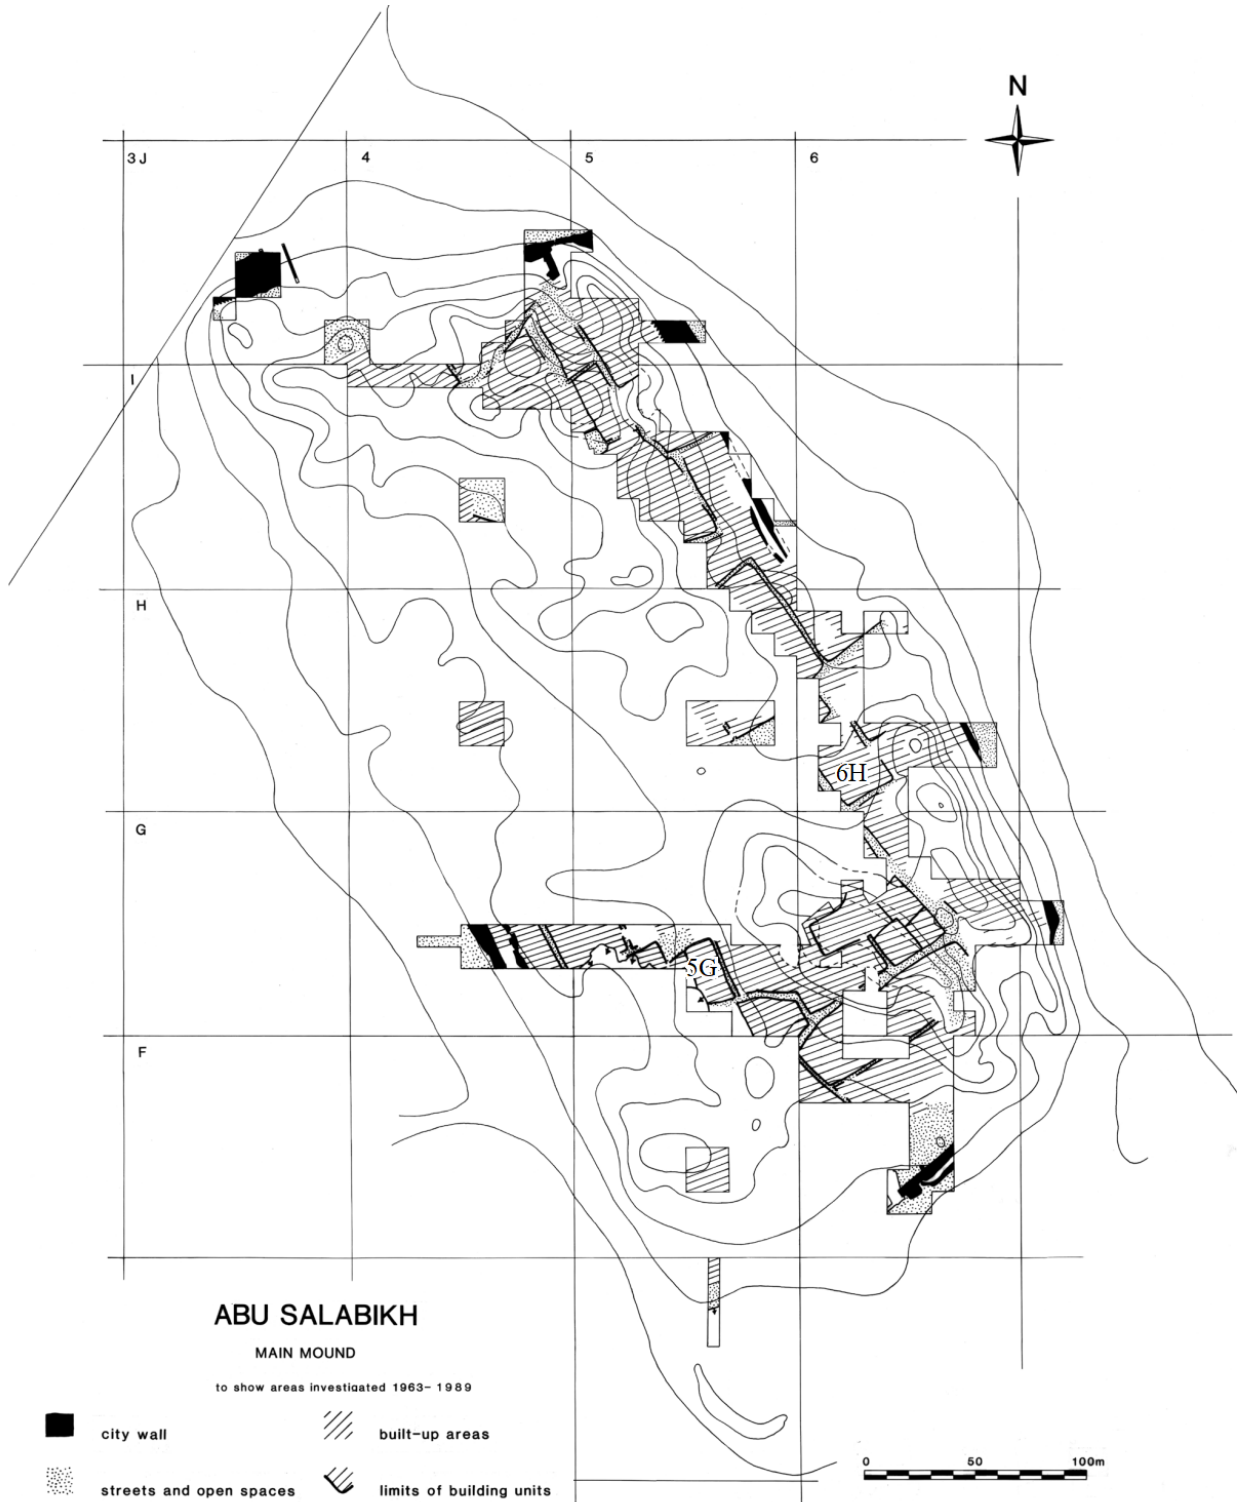 N
3J 4 5 6
I
H
6H
G
5G
F
ABU SALABIKH
MAIN MOUND
to show areas investigated 1963-1989
city wall
built-up areas
streets and open spaces
limits of building units
0 50 100m